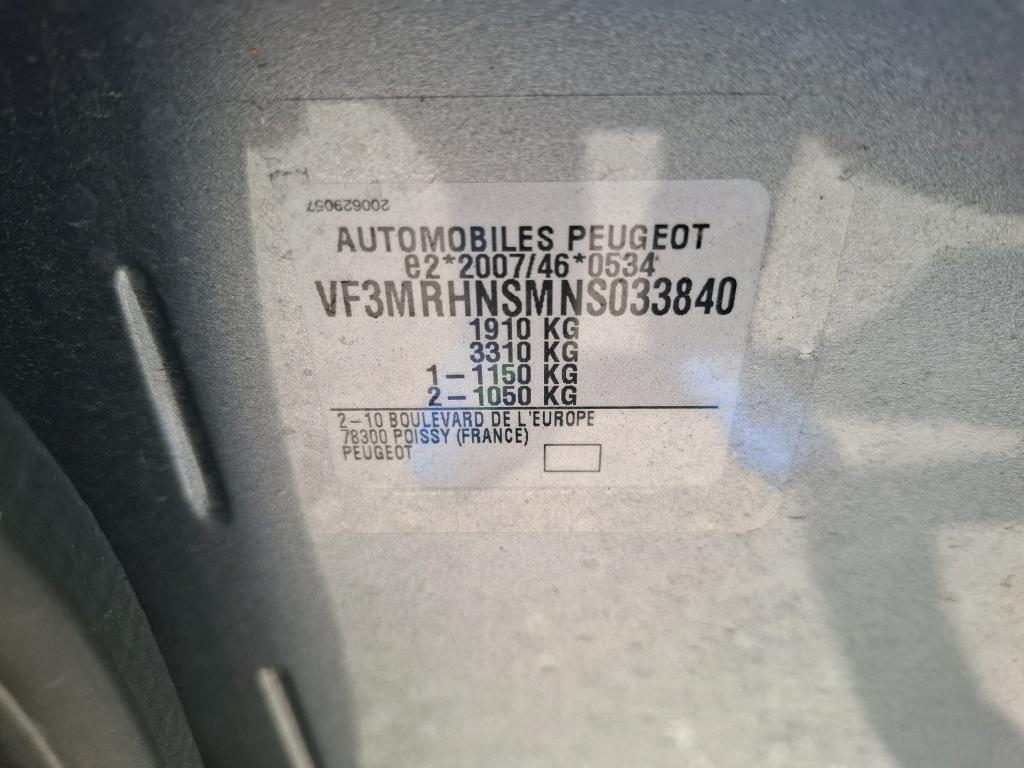 200629057
AUTOMOBILES PEUGEOT
e2*2007/46*0534
VF3MRHNSMNS033840
1910 KG
3310 KG
1-1150 KG
2-1050 KG
2-10 BOULEVARD DE L'EUROPE
78300 POISSY (FRANCE)
PEUGEOT